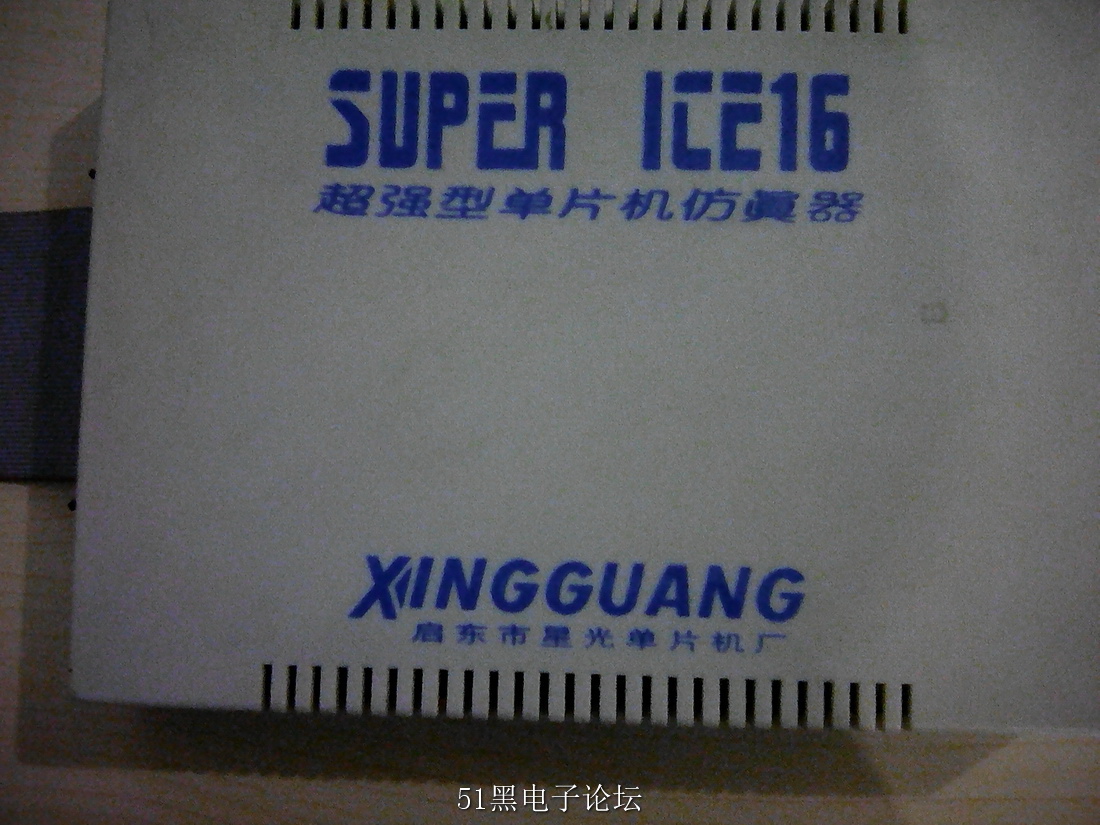 SUPER ICE16
超强型单片机仿真器
XINGGUANG
启东市星光单片机厂
51黑电子论坛